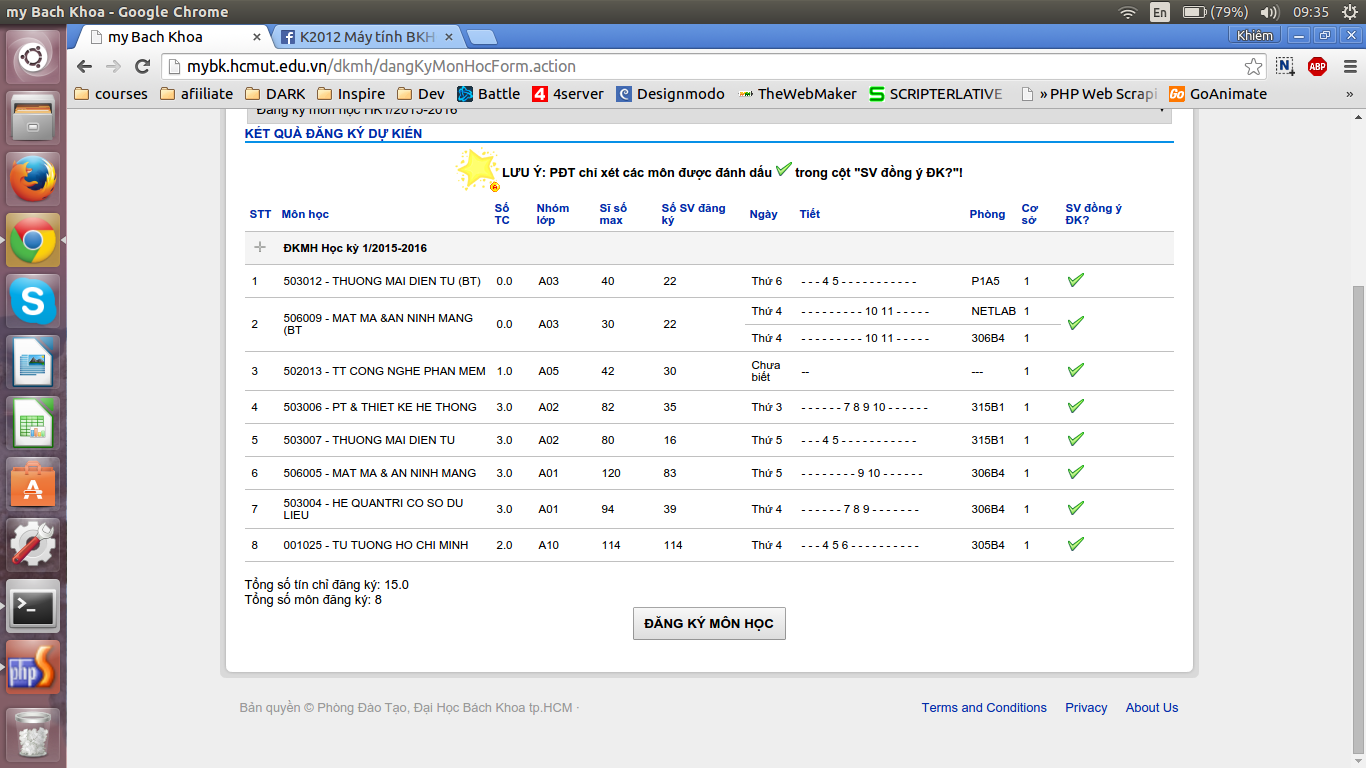 my Bach Khoa - Google Chrome
En
(79%)
09:35
my Bach Khoa
K2012 Máy tính BKH
Khiêm
mybk.hcmut.edu.vn/dkmh/dangKyMonHocForm.action
N
ABP
courses afiiliate DARK Inspire Dev Battle 4 4server Designmodo TheWebMaker SCRIPTERLATIVE » PHP Web Scrapi Go GoAnimate »
Đăng ký môn học HK1/2015-2016
KẾT QUẢ ĐĂNG KÝ DỰ KIẾN
LƯU Ý: PĐT chỉ xét các môn được đánh dấu trong cột "SV đồng ý ĐK?"!
STT Môn học Số TC Nhóm lớp Sĩ số max Số SV đăng ký Ngày Tiết Phòng Cơ sở SV đồng ý ĐK?
ĐKMH Học kỳ 1/2015-2016
1 503012 - THUONG MAI DIEN TU (BT) 0.0 A03 40 22 Thứ 6 - - - 4 5 - - - - - - - - - - - P1A5 1
2 506009 - MAT MA &AN NINH MANG (BT 0.0 A03 30 22 Thứ 4 - - - - - - - - - 10 11 - - - - - NETLAB 1
Thứ 4 - - - - - - - - - 10 11 - - - - - 306B4 1
3 502013 - TT CONG NGHE PHAN MEM 1.0 A05 42 30 Chưa biết -- --- 1
4 503006 - PT & THIET KE HE THONG 3.0 A02 82 35 Thứ 3 - - - - - - 7 8 9 10 - - - - - - 315B1 1
5 503007 - THUONG MAI DIEN TU 3.0 A02 80 16 Thứ 5 - - - 4 5 - - - - - - - - - - - 315B1 1
6 506005 - MAT MA & AN NINH MANG 3.0 A01 120 83 Thứ 5 - - - - - - - - 9 10 - - - - - - 306B4 1
7 503004 - HE QUANTRI CO SO DU LIEU 3.0 A01 94 39 Thứ 4 - - - - - - 7 8 9 - - - - - - - 306B4 1
8 001025 - TU TUONG HO CHI MINH 2.0 A10 114 114 Thứ 4 - - - 4 5 6 - - - - - - - - - - 305B4 1
Tổng số tín chỉ đăng ký: 15.0
Tổng số môn đăng ký: 8
ĐĂNG KÝ MÔN HỌC
Bản quyền © Phòng Đào Tạo, Đại Học Bách Khoa tp.HCM ·
Terms and Conditions Privacy About Us
php S